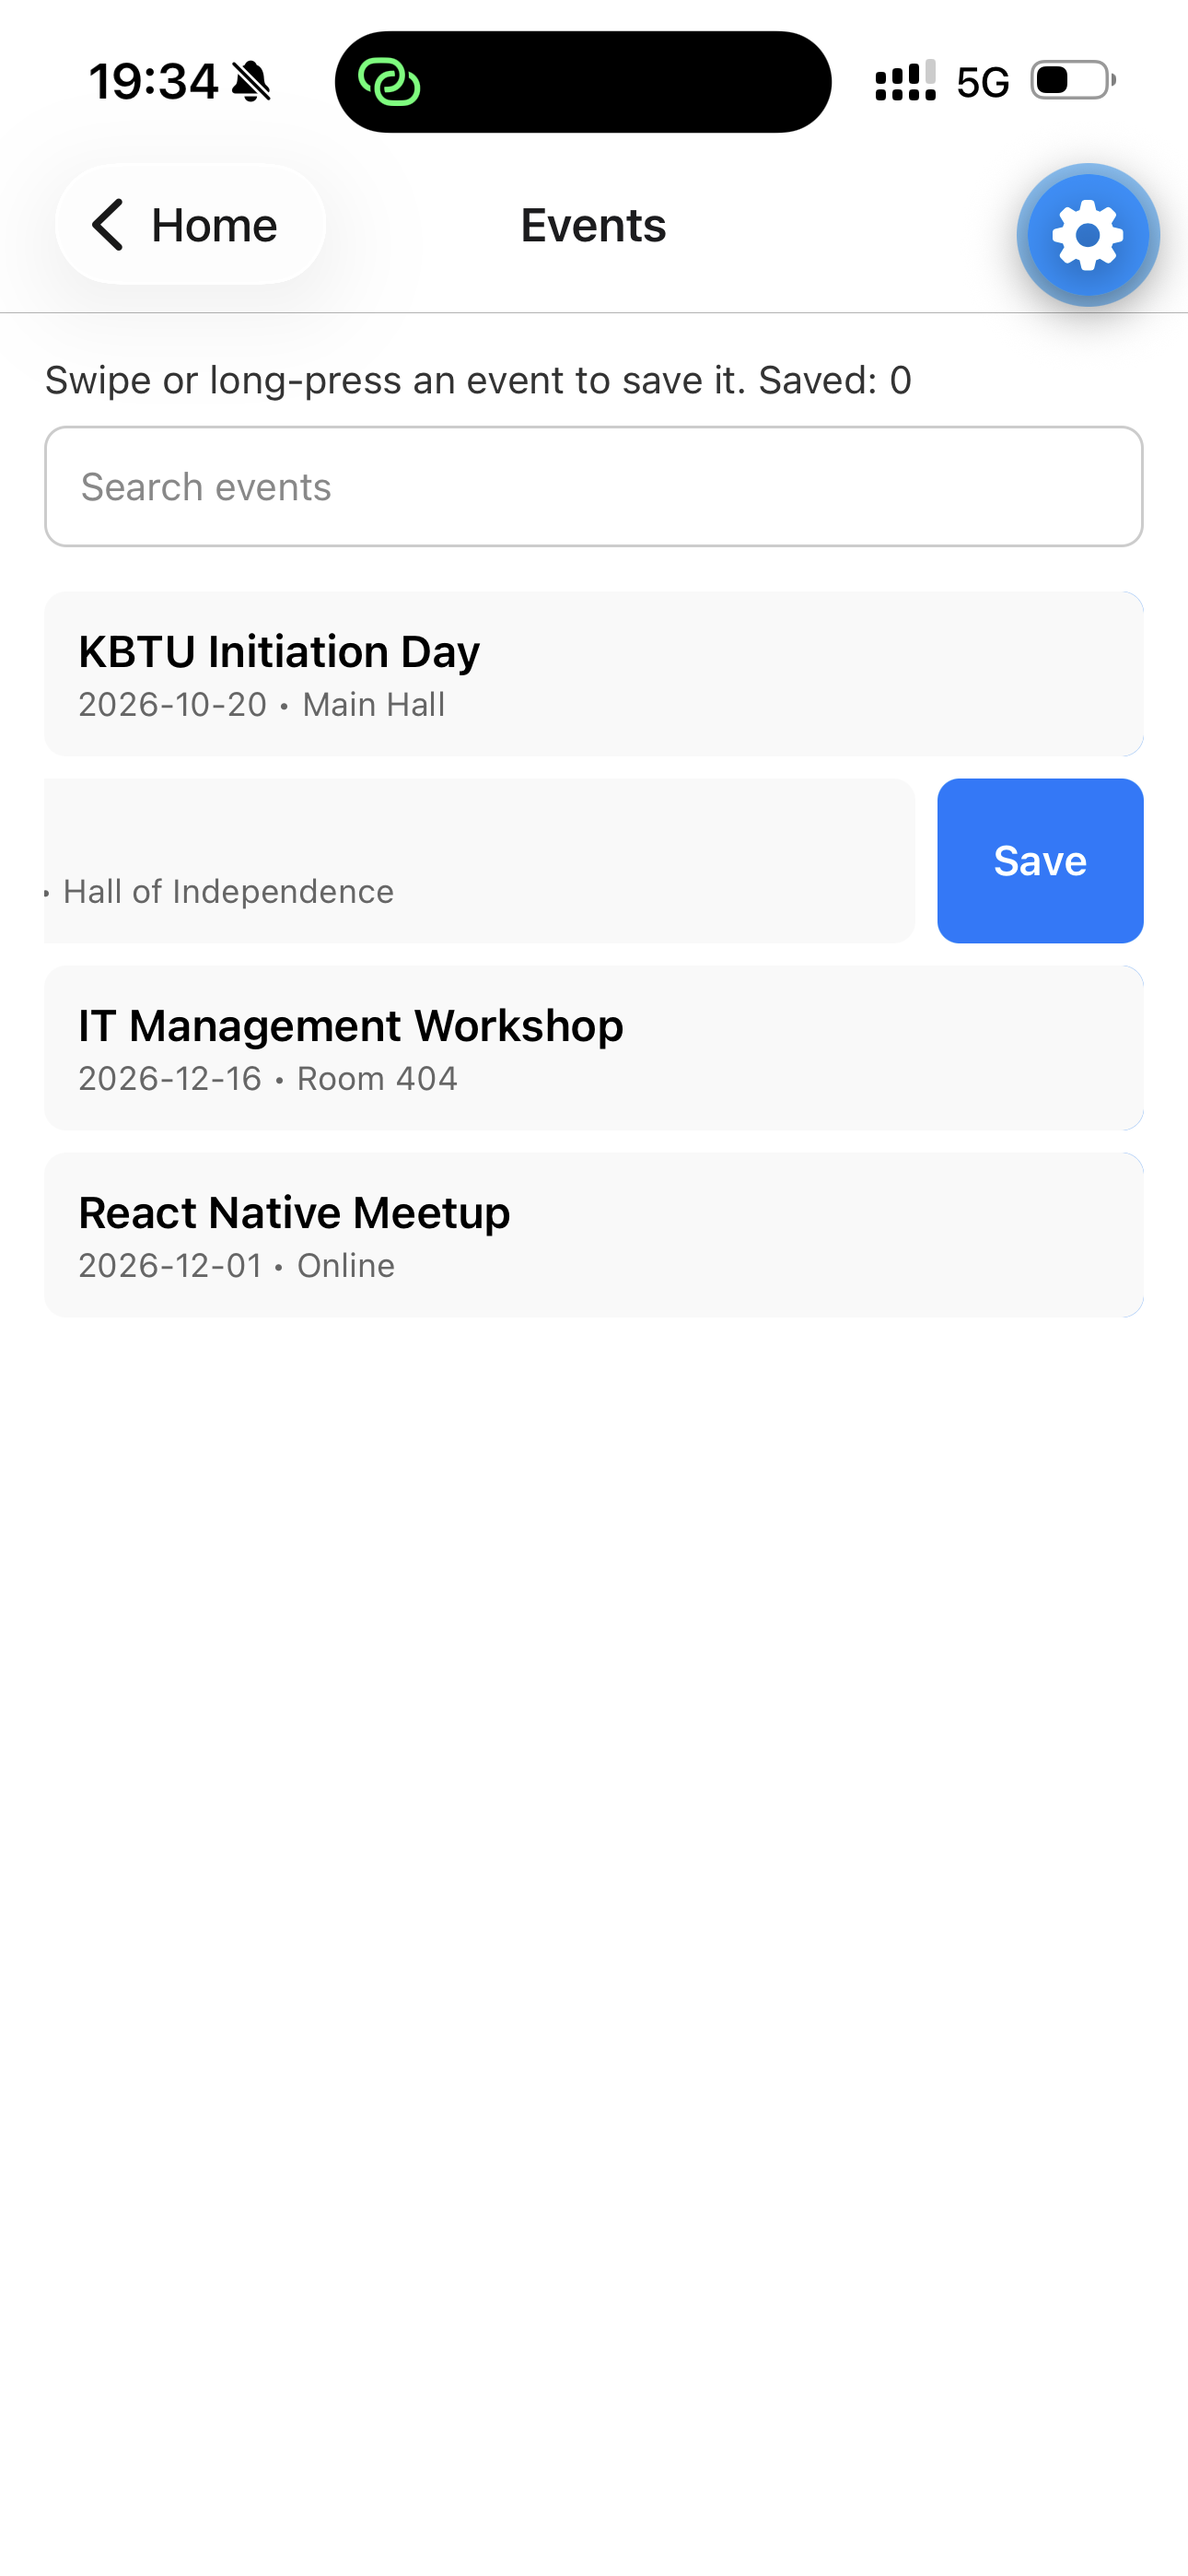 19:34
5G
Home
Events
Swipe or long-press an event to save it. Saved: 0
Search events
KBTU Initiation Day
2026-10-20 • Main Hall
• Hall of Independence
Save
IT Management Workshop
2026-12-16 • Room 404
React Native Meetup
2026-12-01 • Online